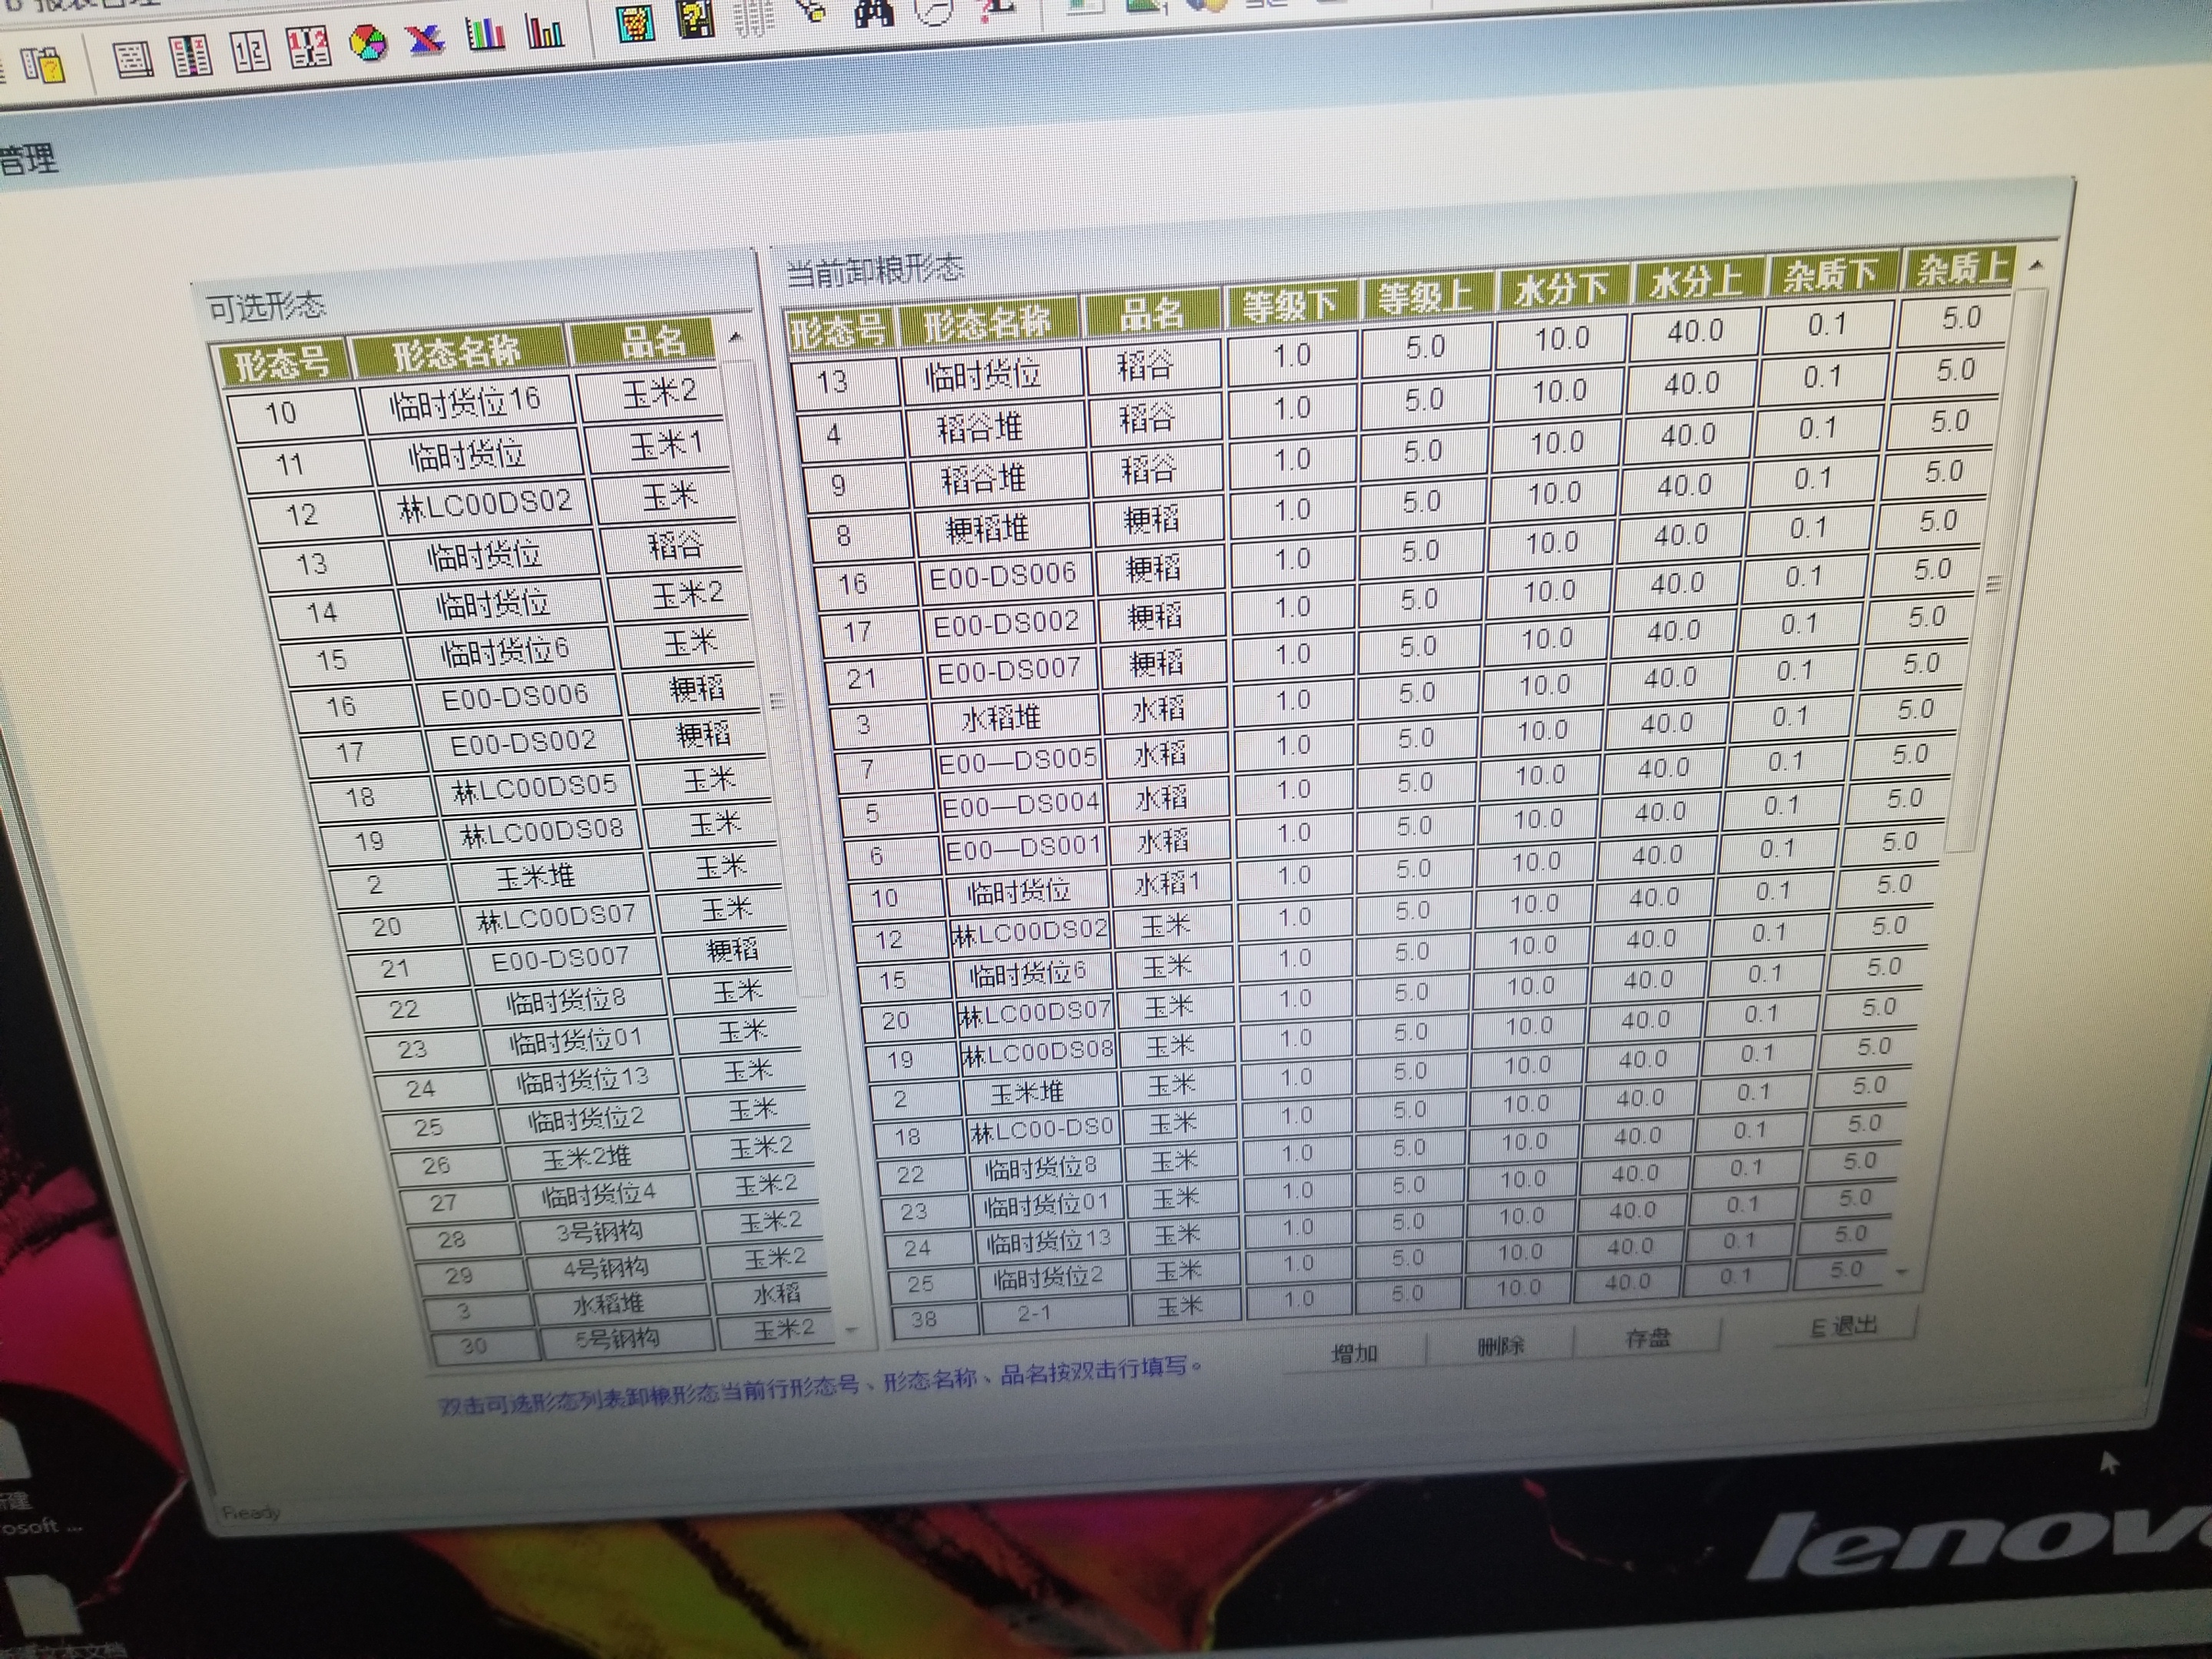 管理
可选形态
形态号 形态名称 品名
10 临时货位16 玉米2
11 临时货位 玉米1
12 林LC00DS02 玉米
13 临时货位 稻谷
14 临时货位 玉米2
15 临时货位6 玉米
16 E00-DS006 粳稻
17 E00-DS002 粳稻
18 林LC00DS05 玉米
19 林LC00DS08 玉米
2 玉米堆 玉米
20 林LC00DS07 玉米
21 E00-DS007 粳稻
22 临时货位8 玉米
23 临时货位01 玉米
24 临时货位13 玉米
25 临时货位2 玉米
26 玉米2堆 玉米2
27 临时货位4 玉米2
28 3号钢构 玉米2
29 4号钢构 玉米2
3 水稻堆 水稻
30 5号钢构 玉米2
当前卸粮形态
形态号 形态名称 品名 等级下 等级上 水分下 水分上 杂质下 杂质上
13 临时货位 稻谷 1.0 5.0 10.0 40.0 0.1 5.0
4 稻谷堆 稻谷 1.0 5.0 10.0 40.0 0.1 5.0
9 稻谷堆 稻谷 1.0 5.0 10.0 40.0 0.1 5.0
8 粳稻堆 粳稻 1.0 5.0 10.0 40.0 0.1 5.0
16 E00-DS006 粳稻 1.0 5.0 10.0 40.0 0.1 5.0
17 E00-DS002 粳稻 1.0 5.0 10.0 40.0 0.1 5.0
21 E00-DS007 粳稻 1.0 5.0 10.0 40.0 0.1 5.0
3 水稻堆 水稻 1.0 5.0 10.0 40.0 0.1 5.0
7 E00—DS005 水稻 1.0 5.0 10.0 40.0 0.1 5.0
5 E00—DS004 水稻 1.0 5.0 10.0 40.0 0.1 5.0
6 E00—DS001 水稻 1.0 5.0 10.0 40.0 0.1 5.0
10 临时货位 水稻1 1.0 5.0 10.0 40.0 0.1 5.0
12 林LC00DS02 玉米 1.0 5.0 10.0 40.0 0.1 5.0
15 临时货位6 玉米 1.0 5.0 10.0 40.0 0.1 5.0
20 林LC00DS07 玉米 1.0 5.0 10.0 40.0 0.1 5.0
19 林LC00DS08 玉米 1.0 5.0 10.0 40.0 0.1 5.0
2 玉米堆 玉米 1.0 5.0 10.0 40.0 0.1 5.0
18 林LC00-DS0 玉米 1.0 5.0 10.0 40.0 0.1 5.0
22 临时货位8 玉米 1.0 5.0 10.0 40.0 0.1 5.0
23 临时货位01 玉米 1.0 5.0 10.0 40.0 0.1 5.0
24 临时货位13 玉米 1.0 5.0 10.0 40.0 0.1 5.0
25 临时货位2 玉米 1.0 5.0 10.0 40.0 0.1 5.0
38 2-1 玉米 1.0 5.0 10.0 40.0 0.1 5.0
增加 删除 存盘 E 退出
双击可选形态列表卸粮形态当前行形态号、形态名称、品名按双击行填写。
Ready
新建
osoft ...
文本文档
lenov